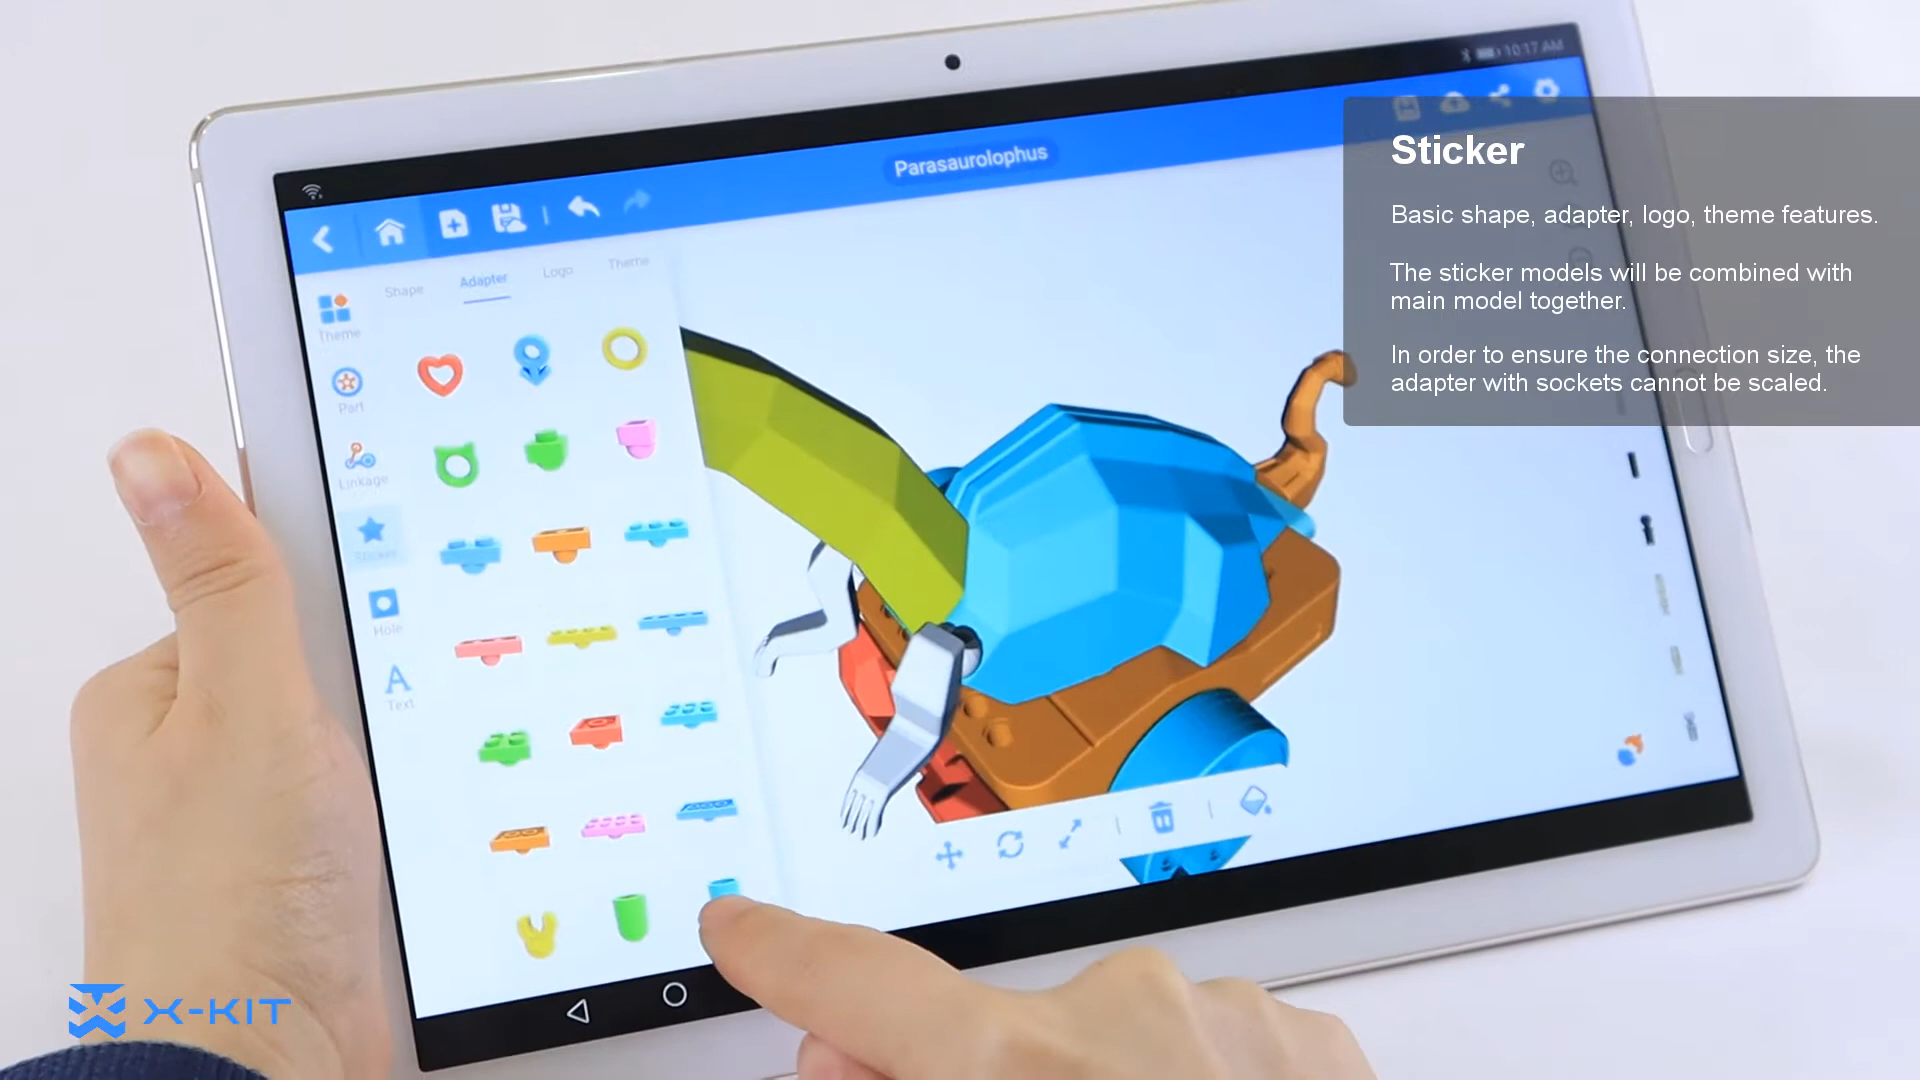 10:17 AM
Parasaurolophus
Sticker
Basic shape, adapter, logo, theme features.
The sticker models will be combined with
main model together.
In order to ensure the connection size, the
adapter with sockets cannot be scaled.
Shape Adapter Logo Theme
Theme
Part
Linkage
Sticker
Hole
Text
X-KIT